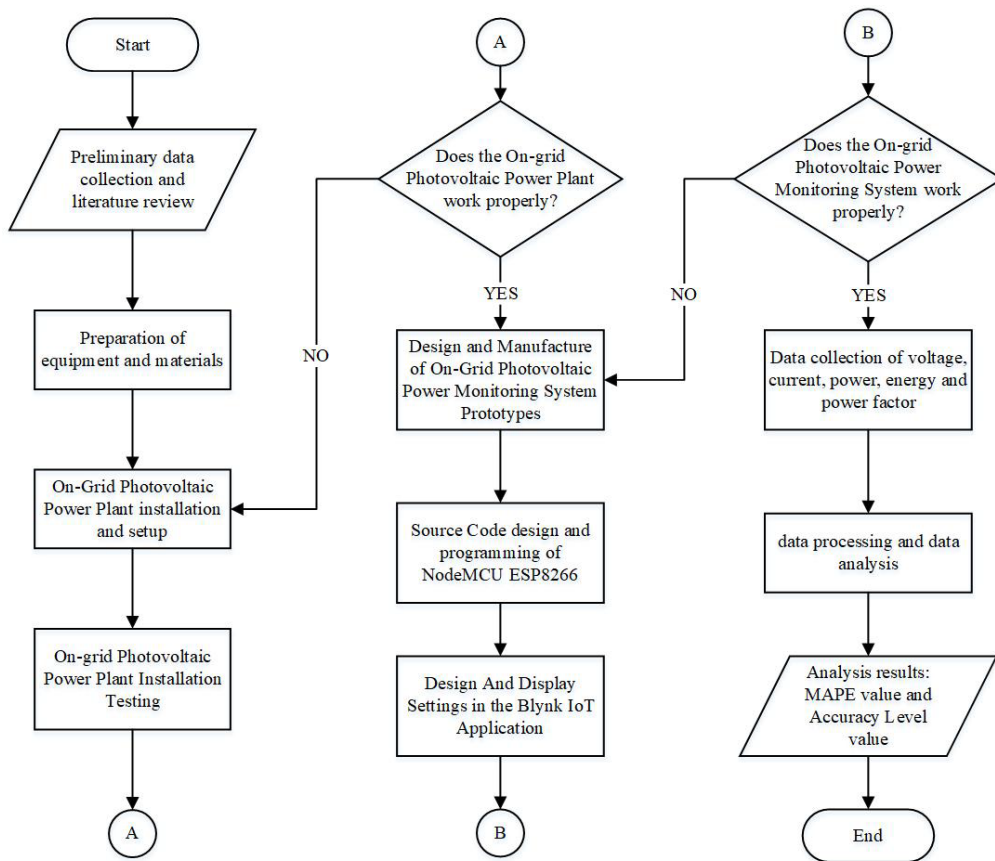 Start
Preliminary data
collection and
literature review
Preparation of
equipment and materials
On-Grid Photovoltaic
Power Plant installation
and setup
On-grid Photovoltaic
Power Plant Installation
Testing
A
A
Does the On-grid
Photovoltaic Power Plant
work properly?
NO
YES
Design and Manufacture
of On-Grid Photovoltaic
Power Monitoring System
Prototypes
Source Code design and
programming of
NodeMCU ESP8266
Design And Display
Settings in the Blynk IoT
Application
B
B
Does the On-grid
Photovoltaic Power
Monitoring System work
properly?
NO
YES
Data collection of voltage,
current, power, energy and
power factor
data processing and data
analysis
Analysis results:
MAPE value and
Accuracy Level
value
End